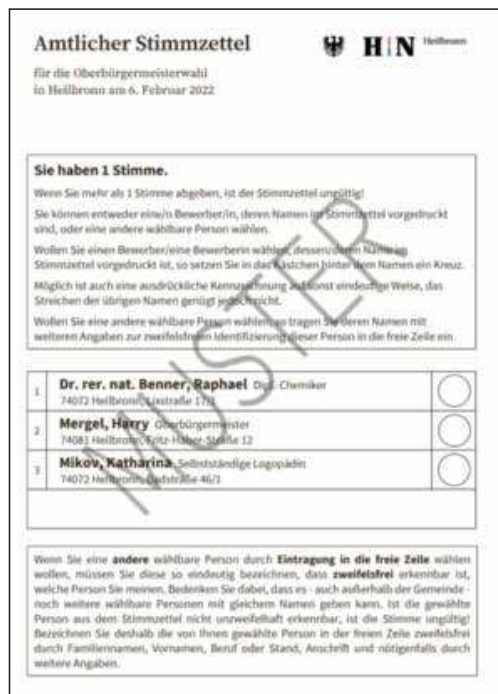 Amtlicher Stimmzettel
H|N Heilbronn
für die Oberbürgermeisterwahl
in Heilbronn am 6. Februar 2022
Sie haben 1 Stimme.
Wenn Sie mehr als 1 Stimme abgeben, ist der Stimmzettel ungültig!
Sie können entweder eine/n Bewerber/in, deren Namen im Stimmzettel vorgedruckt
sind, oder eine andere wählbare Person wählen.
Wollen Sie einen Bewerber/eine Bewerberin wählen, dessen/deren Name im
Stimmzettel vorgedruckt ist, so setzen Sie in das Kästchen hinter dem Namen ein Kreuz.
Möglich ist auch eine ausdrückliche Kennzeichnung auf sonst eindeutige Weise, das
Streichen der übrigen Namen genügt jedoch nicht.
Wollen Sie eine andere wählbare Person wählen, so tragen Sie deren Namen mit
weiteren Angaben zur zweifelsfreien Identifizierung dieser Person in die freie Zeile ein.
MUSTER
1 Dr. rer. nat. Benner, Raphael Dipl.-Chemiker
74072 Heilbronn, Lixstraße 17/1
2 Mergel, Harry Oberbürgermeister
74081 Heilbronn, Fritz-Haber-Straße 12
3 Mikov, Katharina Selbstständige Logopädin
74072 Heilbronn, Badstraße 46/1
Wenn Sie eine andere wählbare Person durch Eintragung in die freie Zeile wählen
wollen, müssen Sie diese so eindeutig bezeichnen, dass zweifelsfrei erkennbar ist,
welche Person Sie meinen. Bedenken Sie dabei, dass es - auch außerhalb der Gemeinde -
noch weitere wählbare Personen mit gleichem Namen geben kann. Ist die gewählte
Person aus dem Stimmzettel nicht unzweifelhaft erkennbar, ist die Stimme ungültig!
Bezeichnen Sie deshalb die von Ihnen gewählte Person in der freien Zeile zweifelsfrei
durch Familiennamen, Vornamen, Beruf oder Stand, Anschrift und nötigenfalls durch
weitere Angaben.